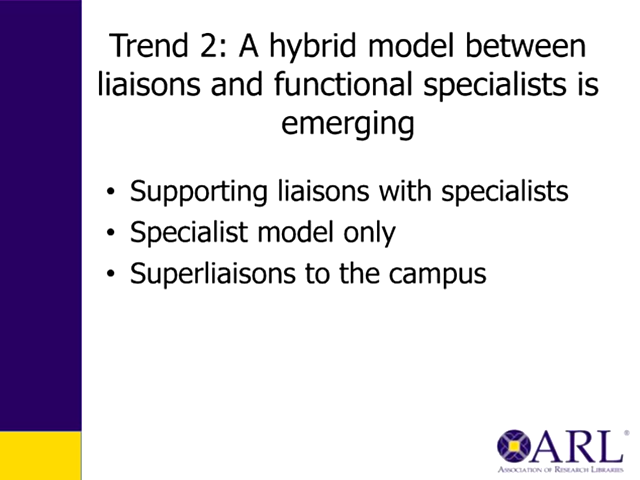 Trend 2: A hybrid model between
liaisons and functional specialists is
emerging
• Supporting liaisons with specialists
• Specialist model only
• Superliaisons to the campus
ARL®
ASSOCIATION OF RESEARCH LIBRARIES